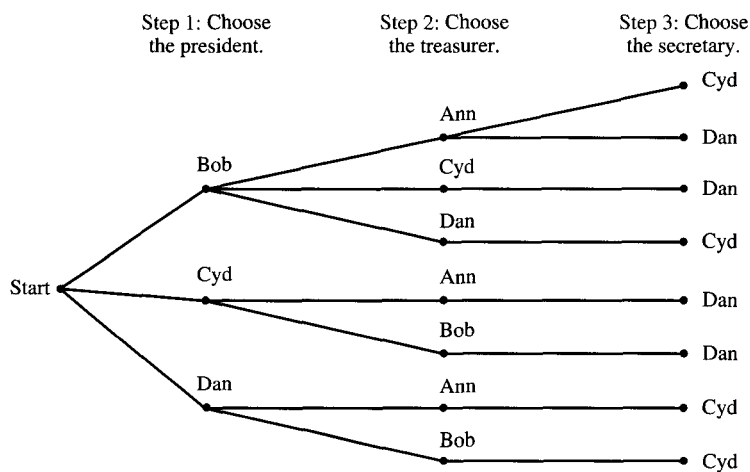 Step 1: Choose
the president.
Step 2: Choose
the treasurer.
Step 3: Choose
the secretary.
Cyd
Ann
Dan
Bob
Cyd
Dan
Dan
Cyd
Start
Cyd
Ann
Dan
Bob
Dan
Dan
Ann
Cyd
Bob
Cyd